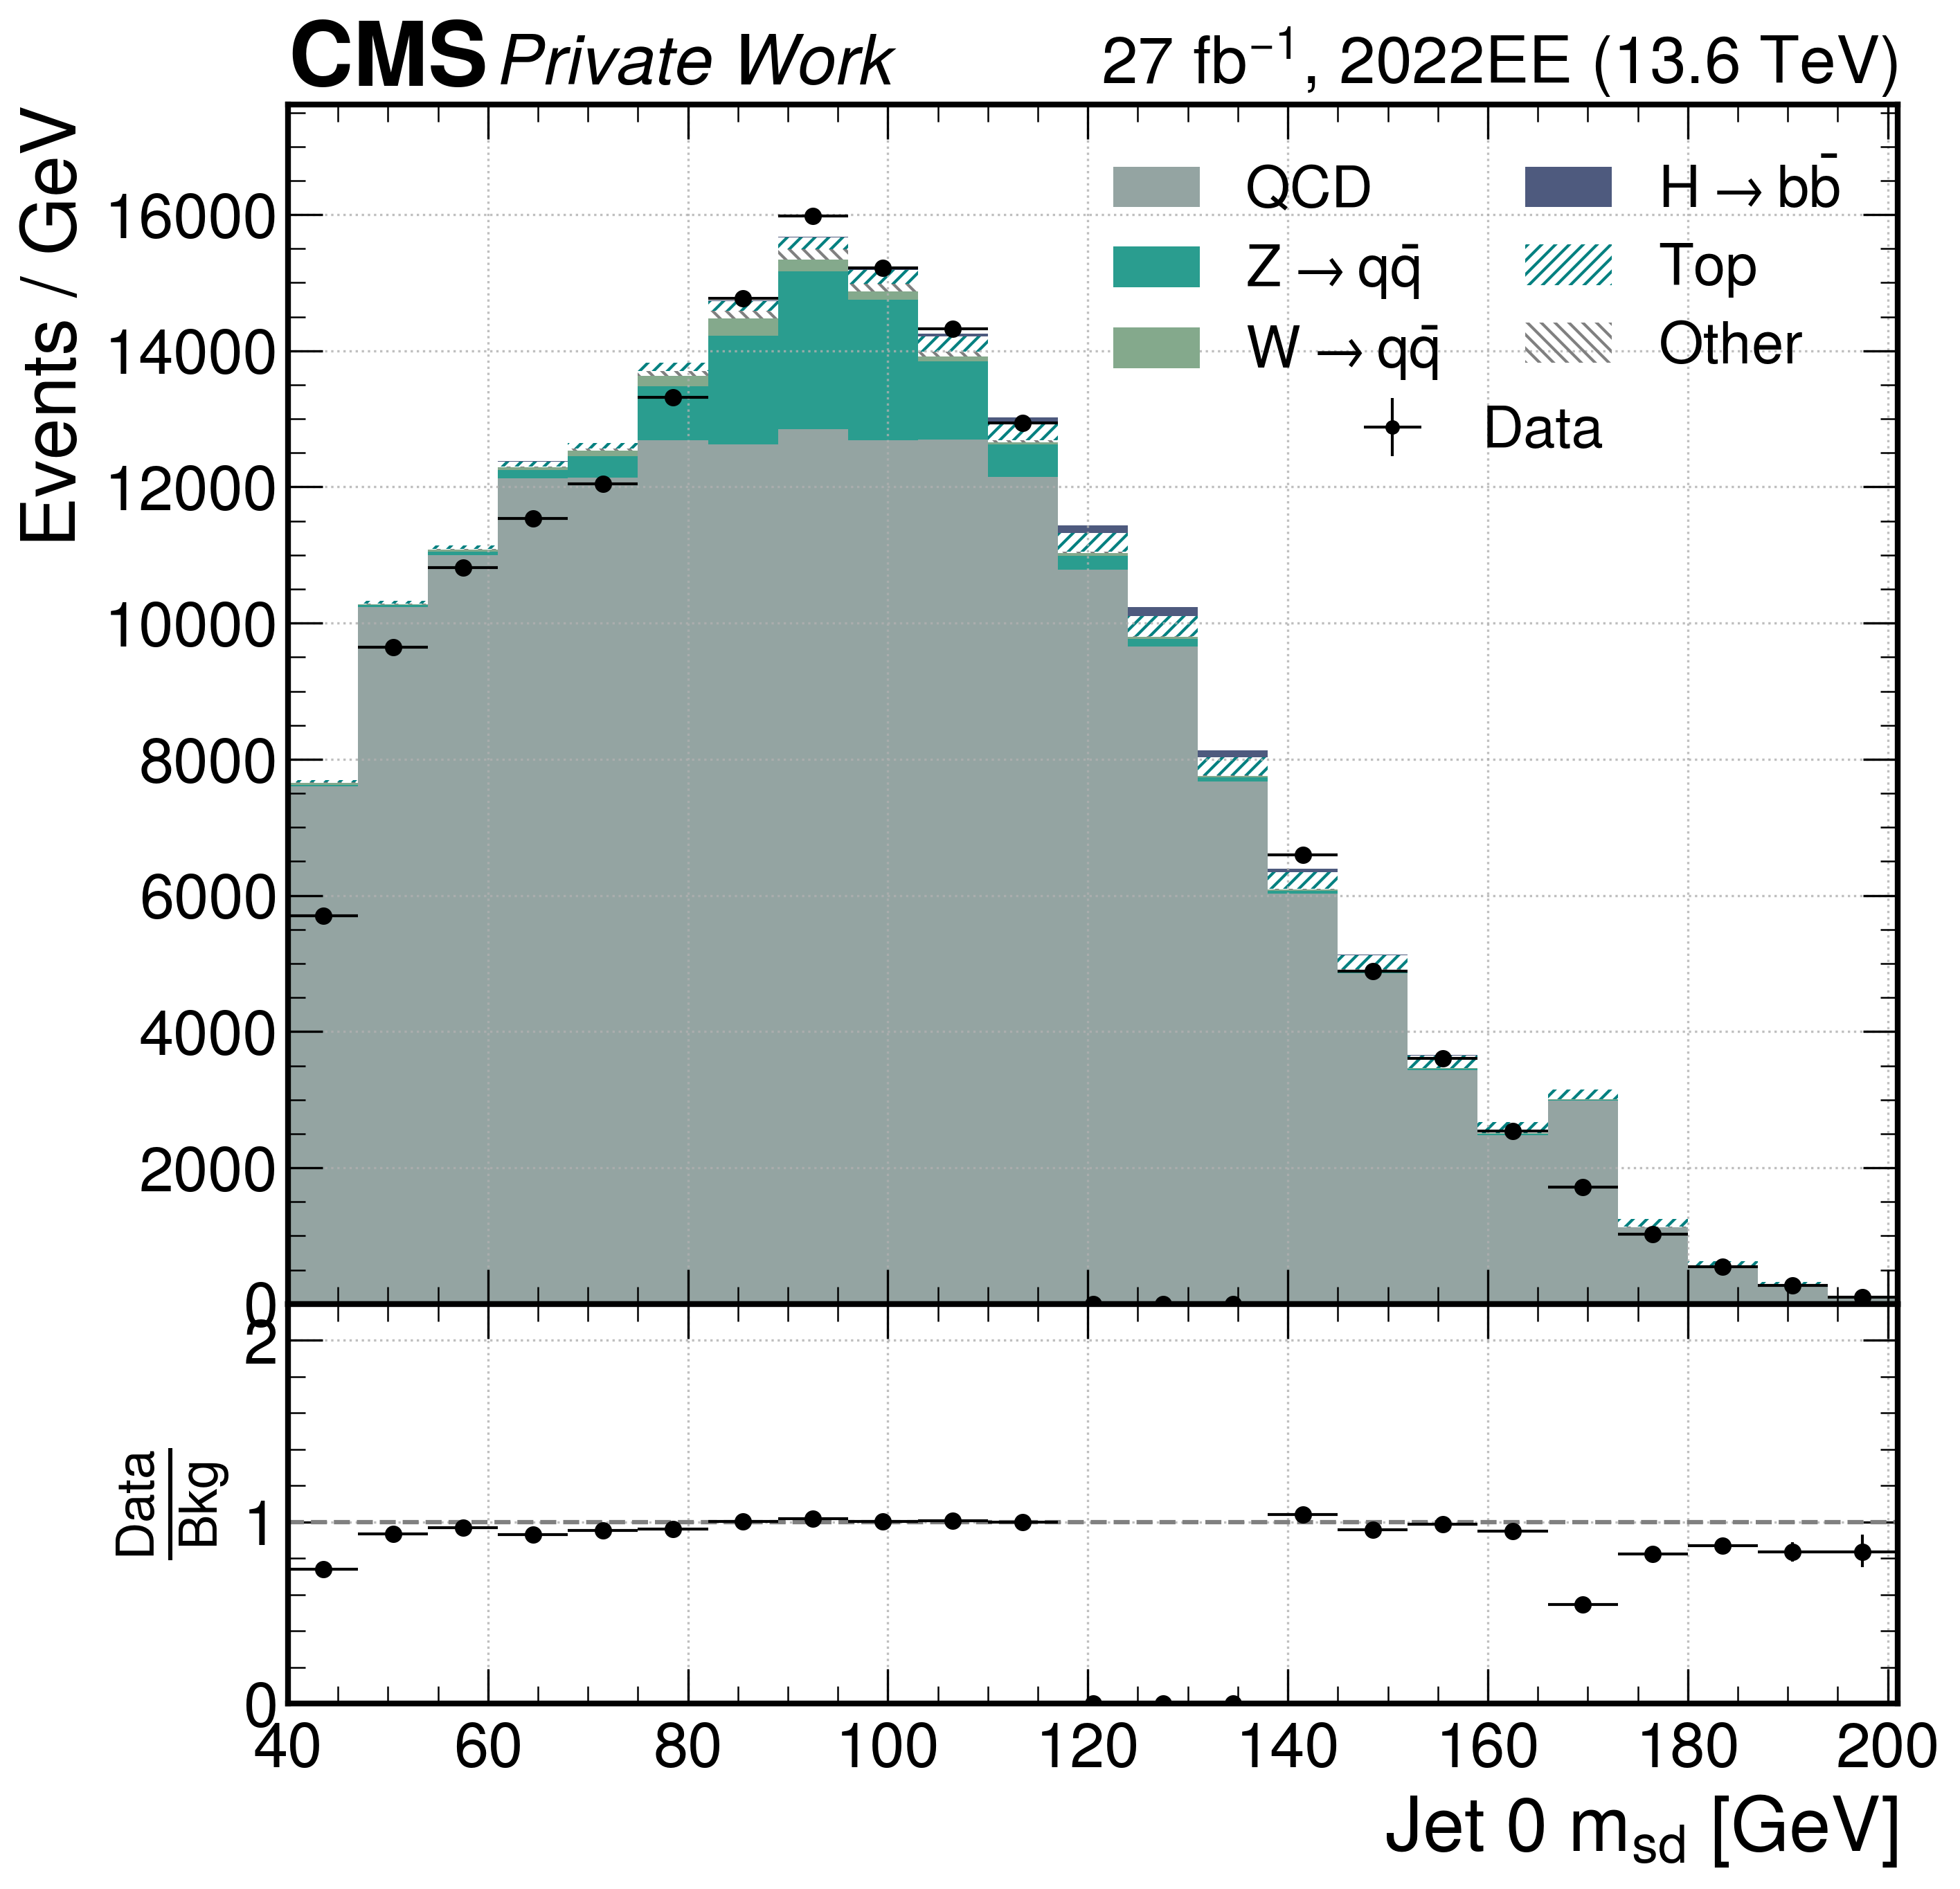 CMS Private Work 27 fb⁻¹, 2022EE (13.6 TeV)
Events / GeV
16000
14000
12000
10000
8000
6000
4000
2000
0
QCD
Z → qq̄
W → qq̄
H → bb̄
Top
Other
Data
Data
Bkg
2
1
0
40 60 80 100 120 140 160 180 200
Jet 0 m_sd [GeV]